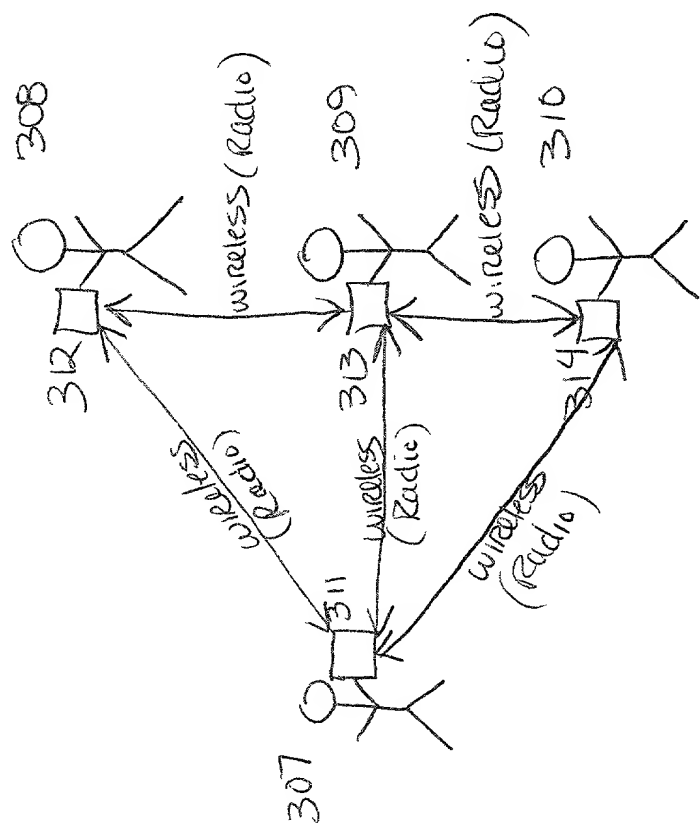 308
wireless (Radio)
309
wireless (Radio)
310
312
313
314
wireless
(Radio)
wireless
(Radio)
wireless
(Radio)
311
307